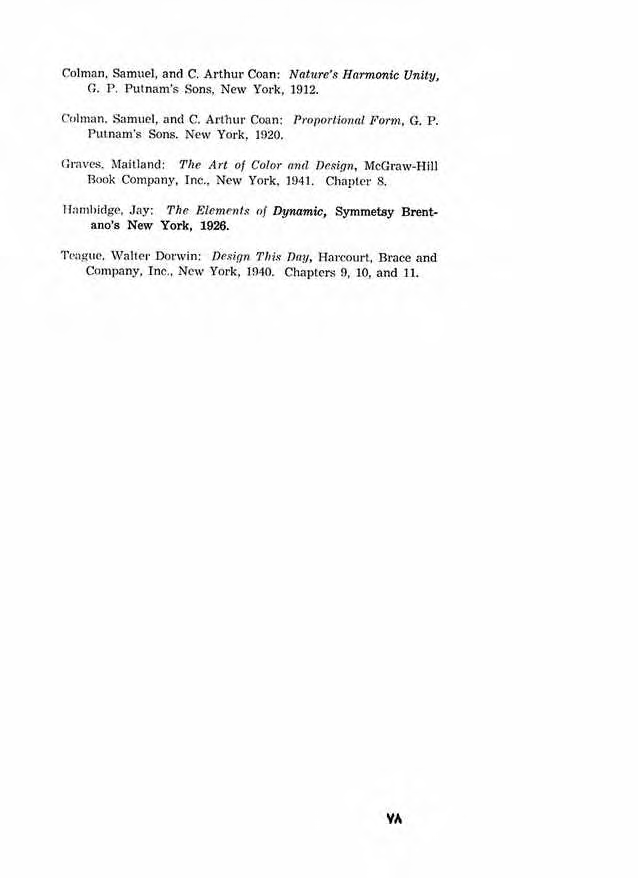 Colman, Samuel, and C. Arthur Coan: Nature's Harmonic Unity,
G. P. Putnam's Sons, New York, 1912.
Colman, Samuel, and C. Arthur Coan: Proportional Form, G. P.
Putnam's Sons. New York, 1920.
Graves, Maitland: The Art of Color and Design, McGraw-Hill
Book Company, Inc., New York, 1941. Chapter 8.
Hambidge, Jay: The Elements of Dynamic, Symmetsy Brent-
ano's New York, 1926.
Teague, Walter Dorwin: Design This Day, Harcourt, Brace and
Company, Inc., New York, 1940. Chapters 9, 10, and 11.
٧٨